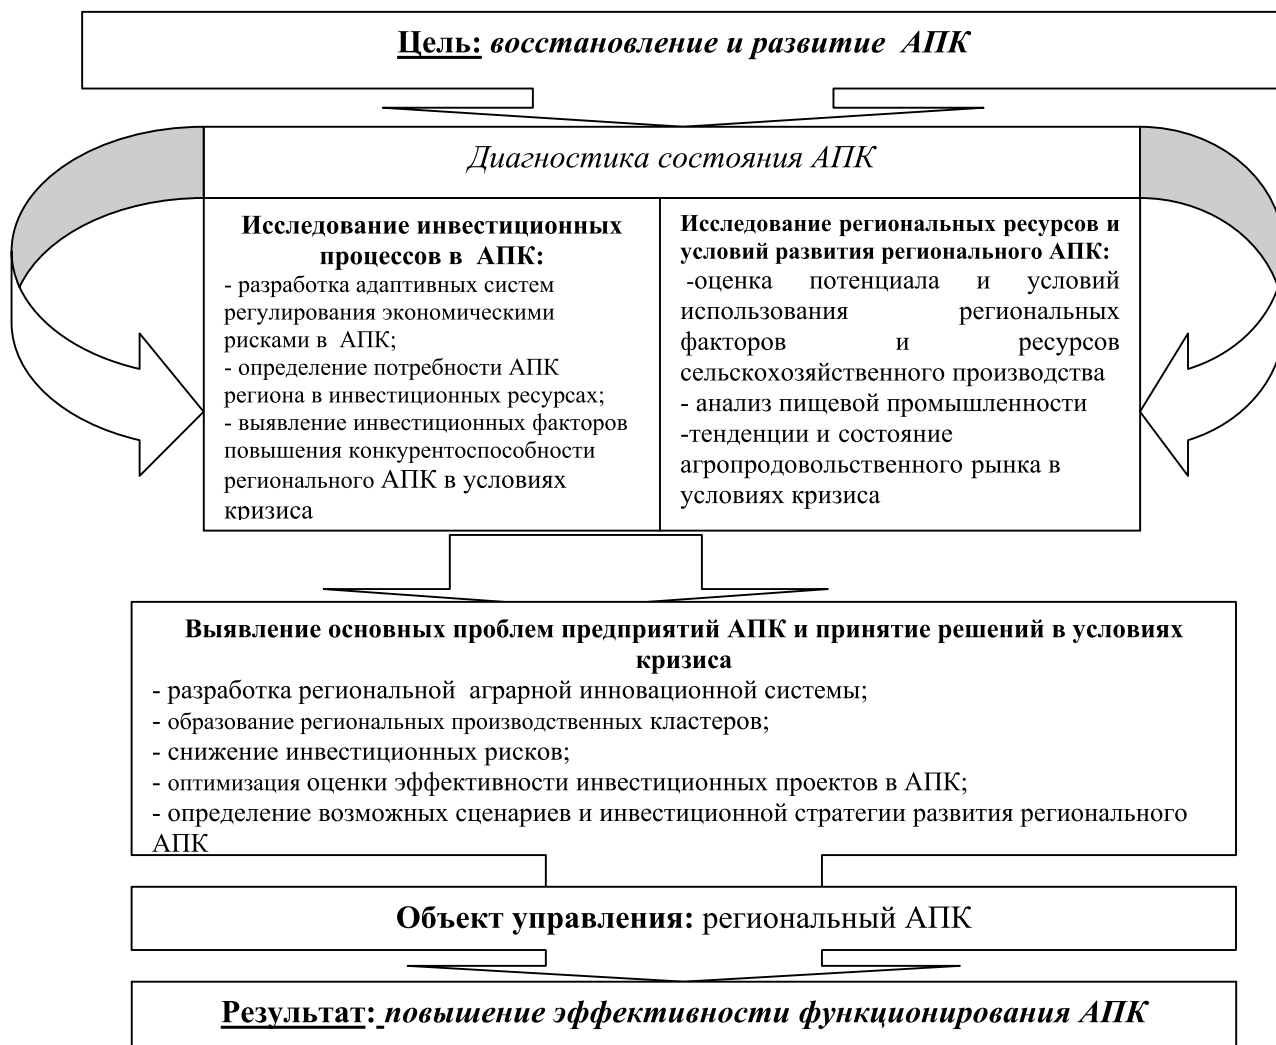 Цель: восстановление и развитие АПК
Диагностика состояния АПК
Исследование инвестиционных
процессов в АПК:
- разработка адаптивных систем
регулирования экономическими
рисками в АПК;
- определение потребности АПК
региона в инвестиционных ресурсах;
- выявление инвестиционных факторов
повышения конкурентоспособности
регионального АПК в условиях
кризиса
Исследование региональных ресурсов и
условий развития регионального АПК:
-оценка потенциала и условий
использования региональных
факторов и ресурсов
сельскохозяйственного производства
- анализ пищевой промышленности
-тенденции и состояние
агропродовольственного рынка в
условиях кризиса
Выявление основных проблем предприятий АПК и принятие решений в условиях
кризиса
- разработка региональной аграрной инновационной системы;
- образование региональных производственных кластеров;
- снижение инвестиционных рисков;
- оптимизация оценки эффективности инвестиционных проектов в АПК;
- определение возможных сценариев и инвестиционной стратегии развития регионального
АПК
Объект управления: региональный АПК
Результат: повышение эффективности функционирования АПК